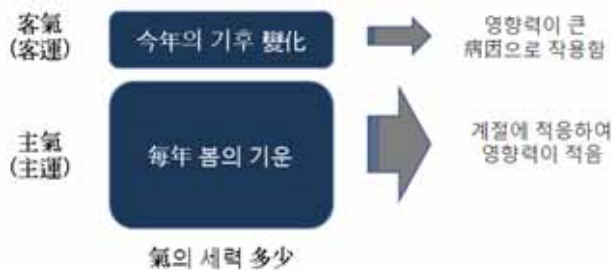 客氣
(客運)
今年의 기후 變化
영향력이 큰
病因으로 작용함
主氣
(主運)
每年 봄의 기운
계절에 적응하여
영향력이 적음
氣의 세력 多少